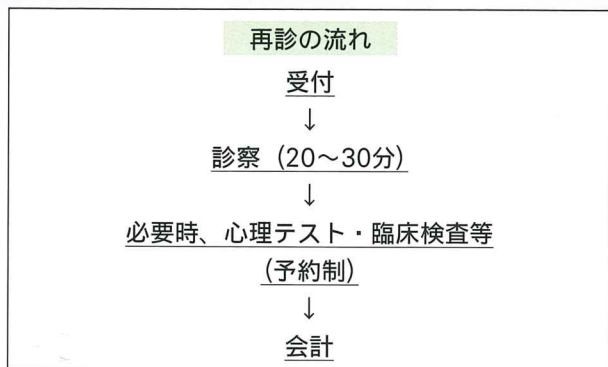 再診の流れ
受付
↓
診察（20～30分）
↓
必要時、心理テスト・臨床検査等
（予約制）
↓
会計